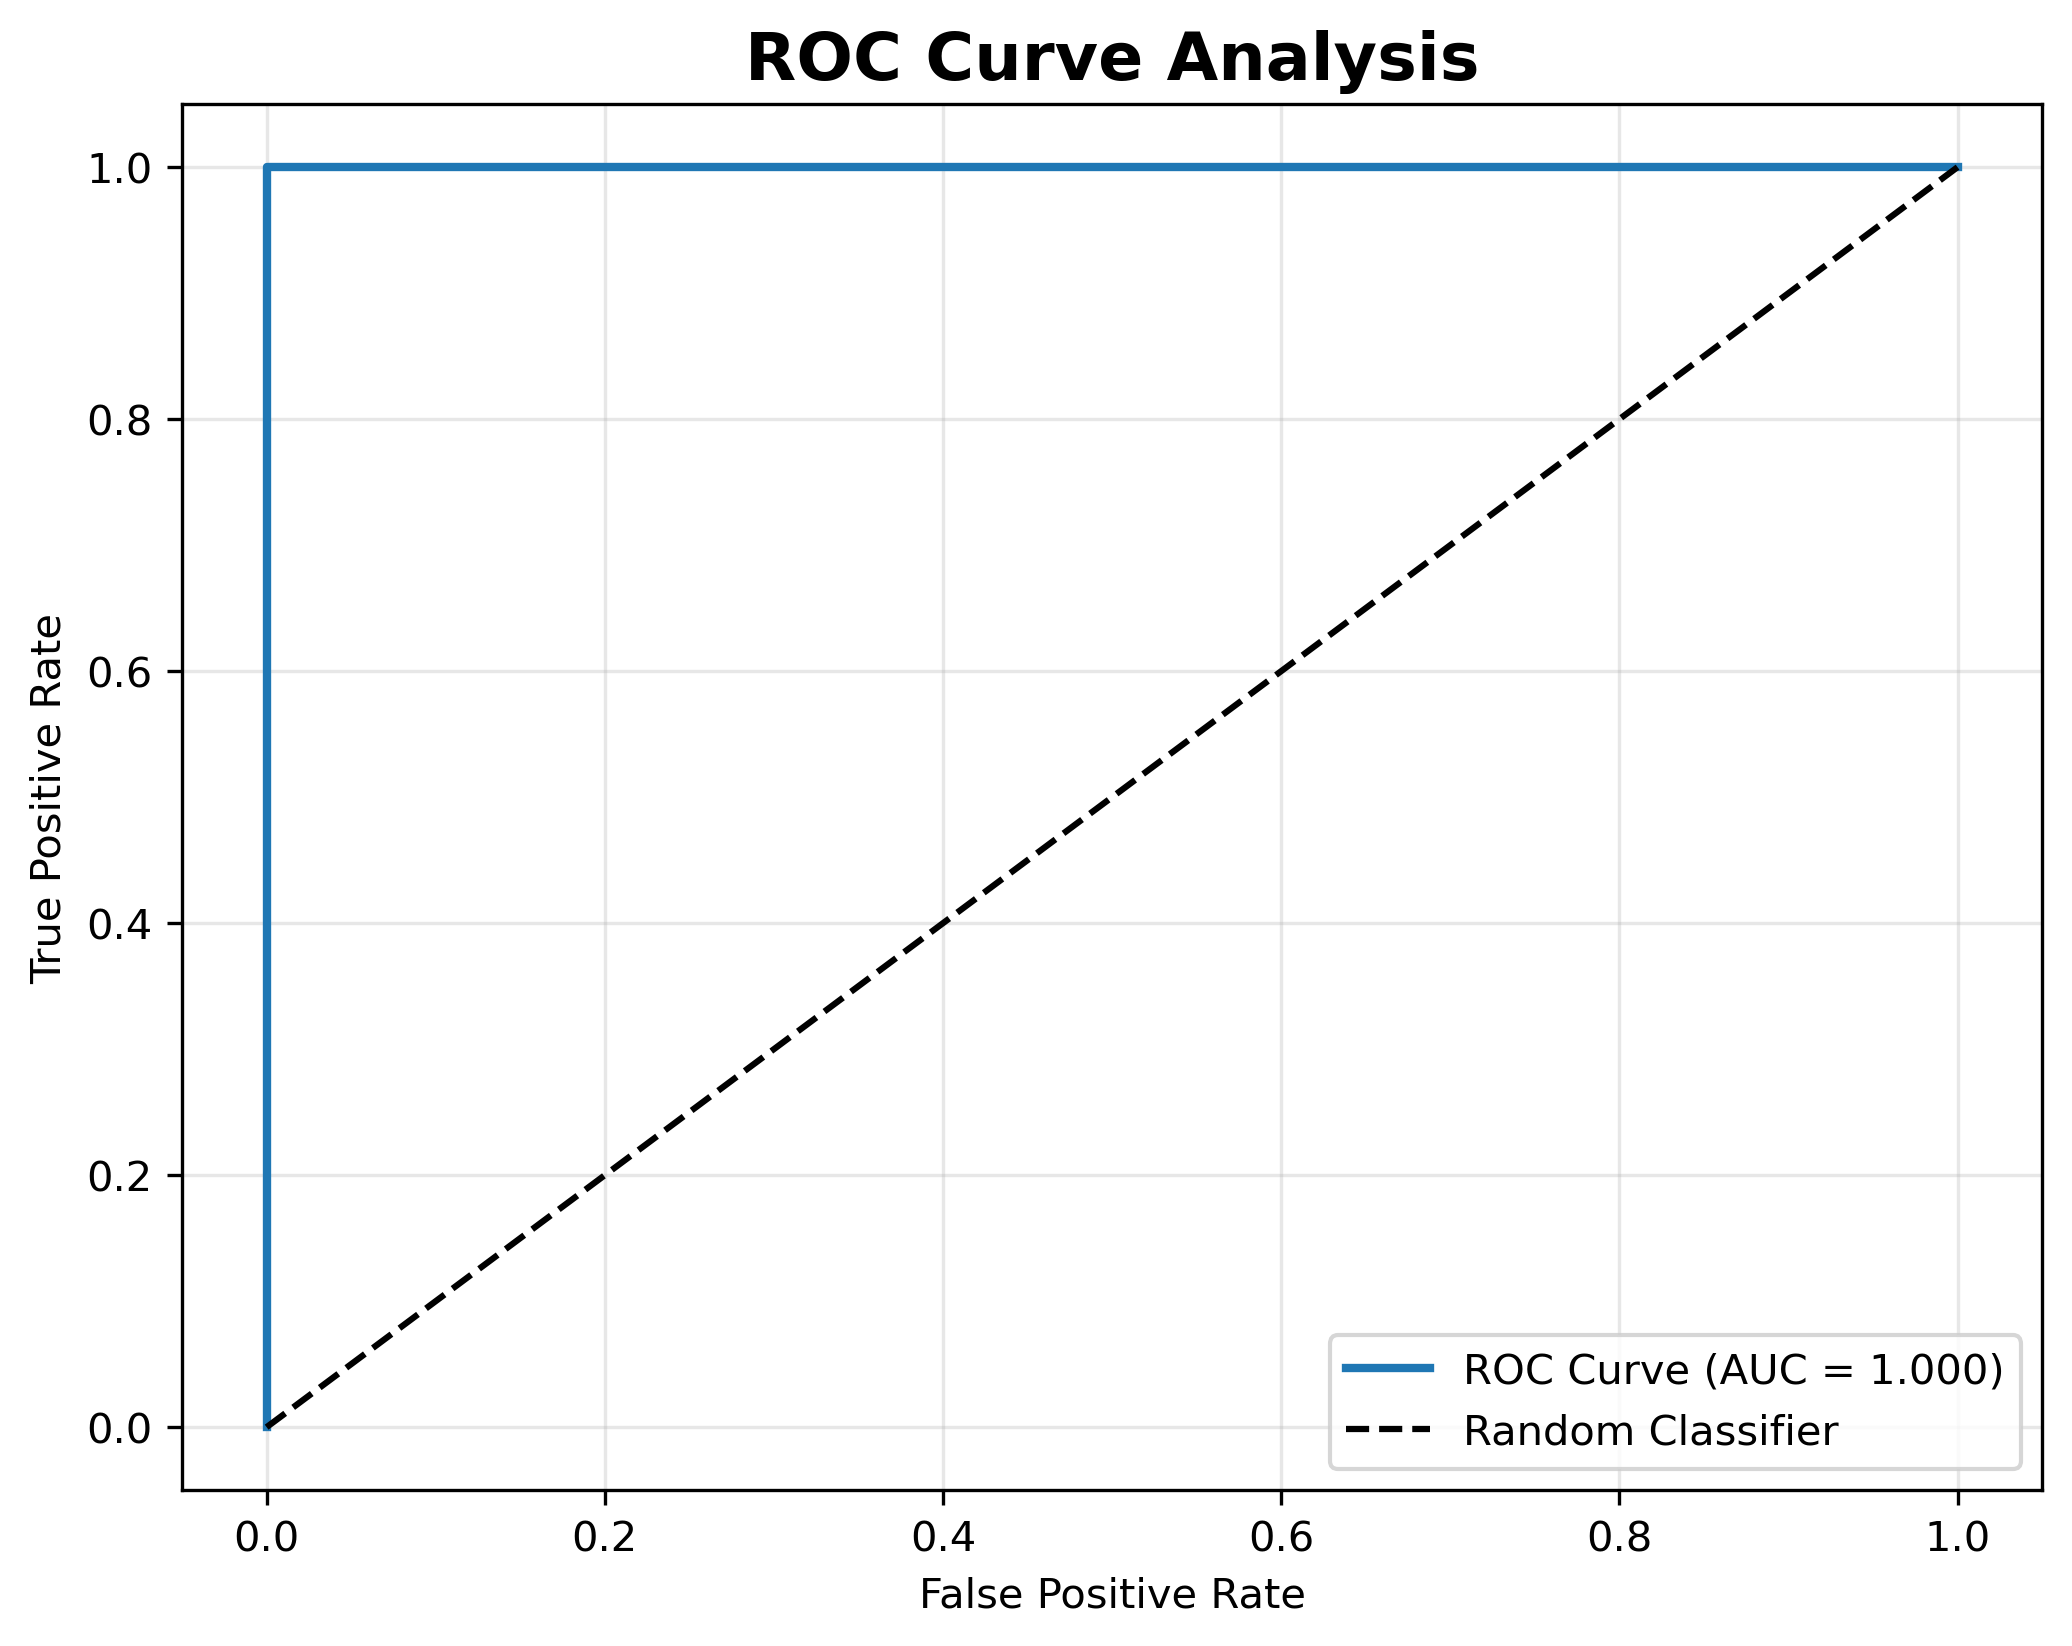 ROC Curve Analysis
True Positive Rate
1.0
0.8
0.6
0.4
0.2
0.0
ROC Curve (AUC = 1.000)
Random Classifier
0.0 0.2 0.4 0.6 0.8 1.0
False Positive Rate